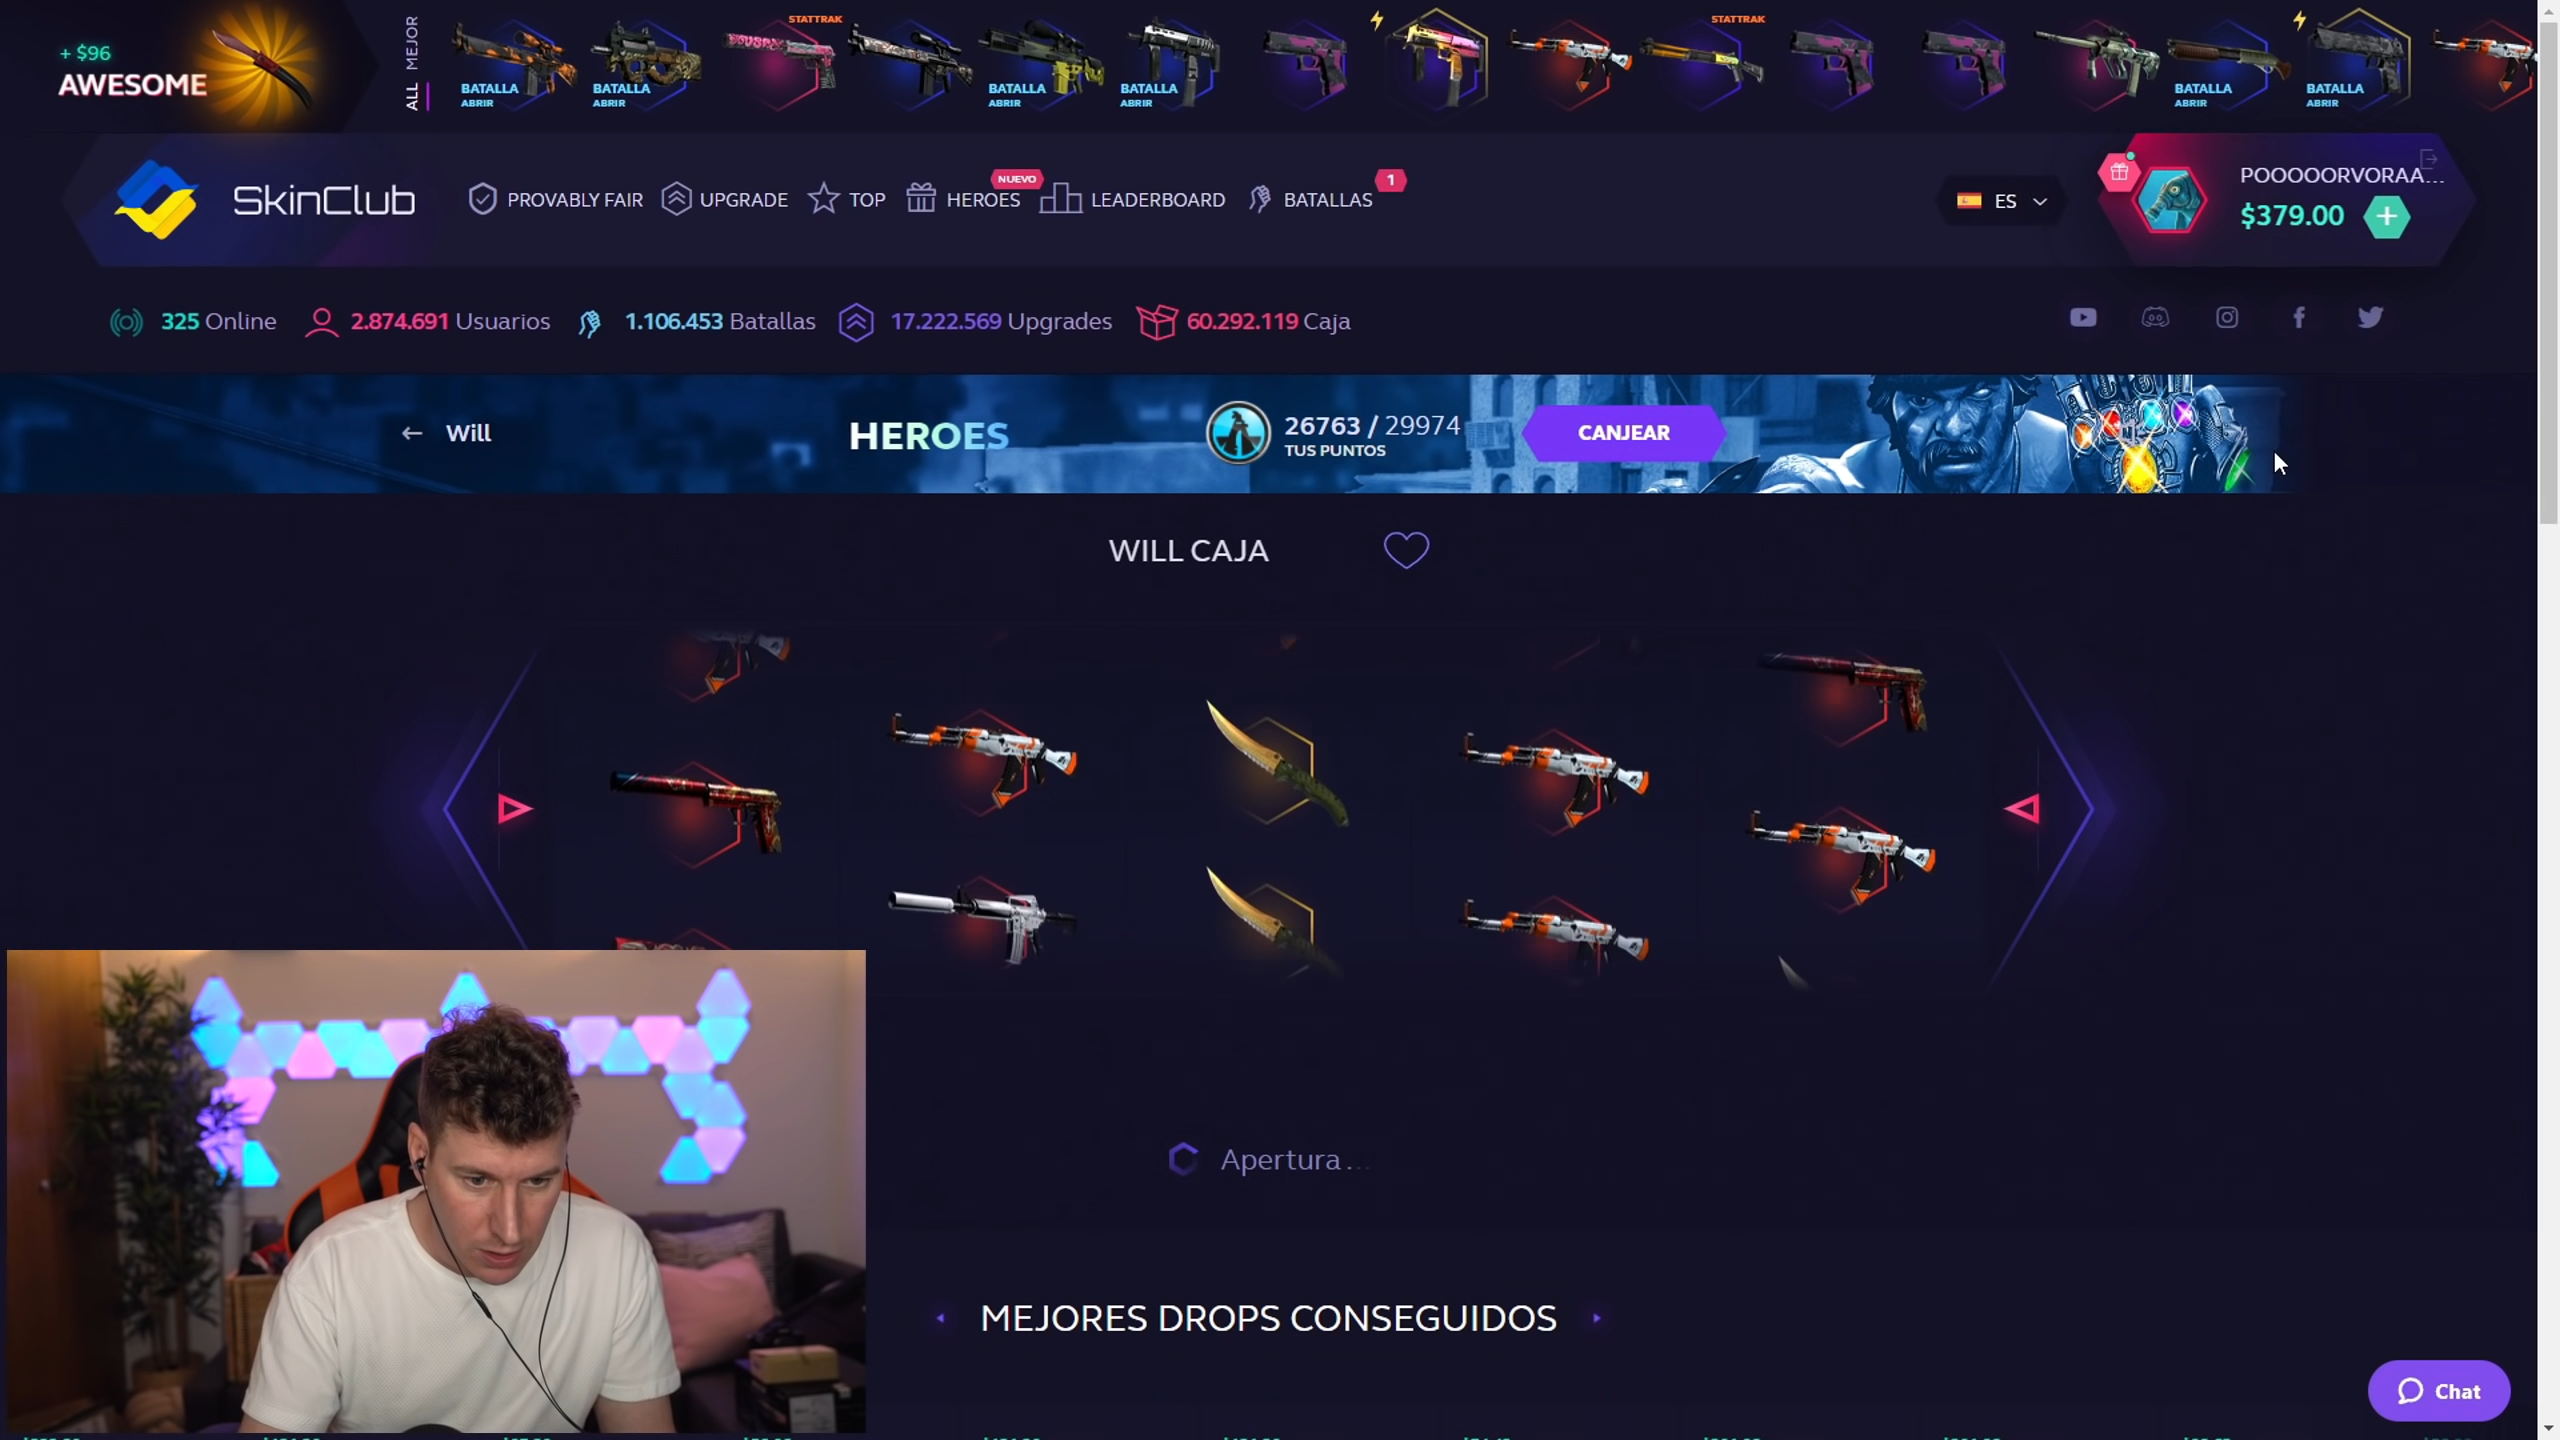 + $96
AWESOME
ALL MEJOR
BATALLA
ABRIR
BATALLA
ABRIR
STATTRAK
BATALLA
ABRIR
BATALLA
ABRIR
STATTRAK
BATALLA
ABRIR
BATALLA
ABRIR
SkinClub
PROVABLY FAIR
UPGRADE
TOP
NUEVO
HEROES
LEADERBOARD
BATALLAS
1
ES
POOOOORVORAA...
$379.00
325 Online
2.874.691 Usuarios
1.106.453 Batallas
17.222.569 Upgrades
60.292.119 Caja
Will
HEROES
26763 / 29974
TUS PUNTOS
CANJEAR
WILL CAJA
Apertura...
MEJORES DROPS CONSEGUIDOS
Chat